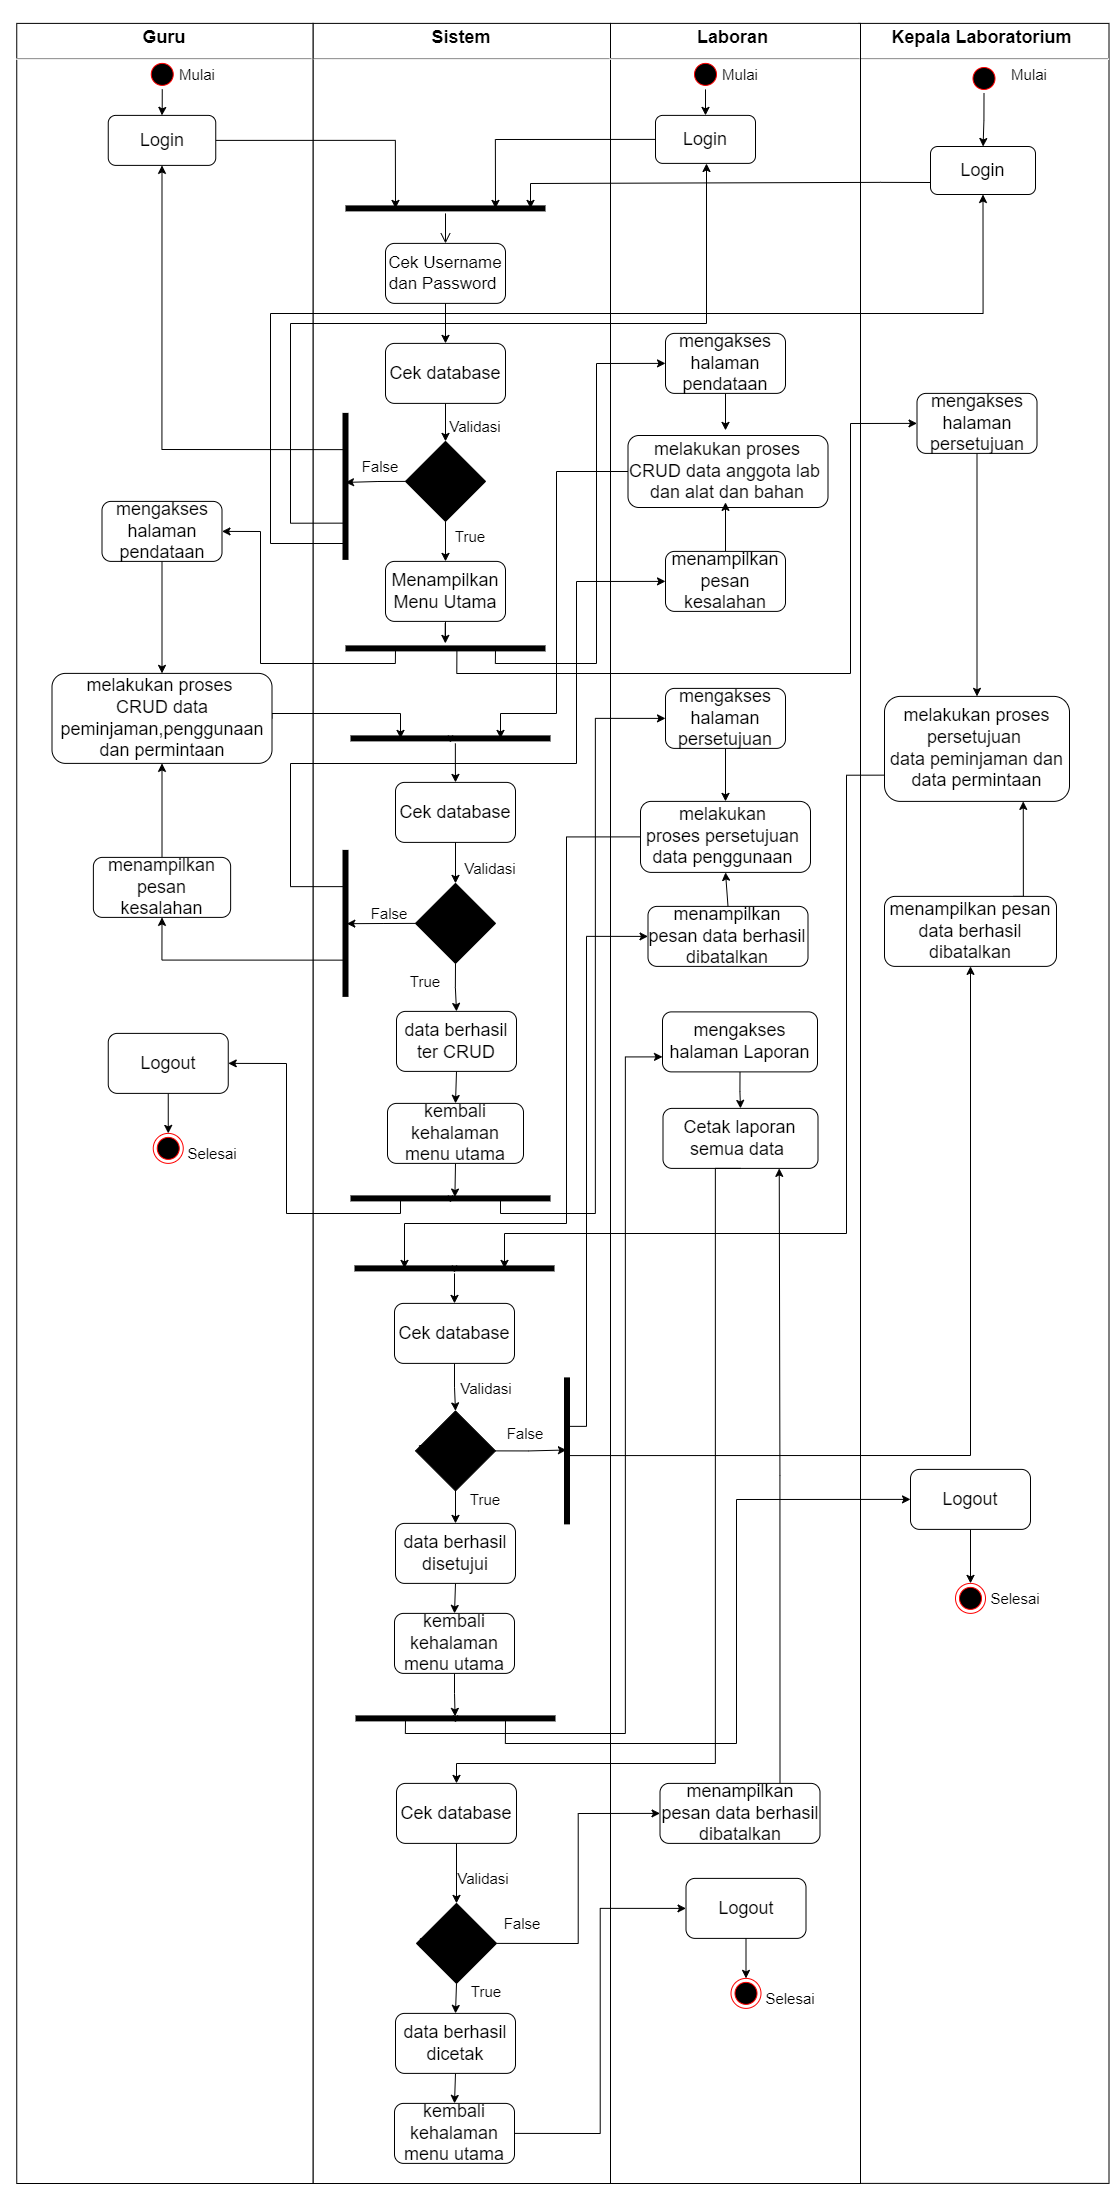 Guru
Sistem
Laboran
Kepala Laboratorium
Mulai
Mulai
Mulai
Login
Login
Login
Cek Username
dan Password
Cek database
mengakses
halaman
pendataan
mengakses
halaman
persetujuan
Validasi
False
melakukan proses
CRUD data anggota lab
dan alat dan bahan
mengakses
halaman
pendataan
True
Menampilkan
Menu Utama
menampilkan
pesan
kesalahan
melakukan proses
CRUD data
peminjaman,penggunaan
dan permintaan
mengakses
halaman
persetujuan
melakukan proses
persetujuan
data peminjaman dan
data permintaan
Cek database
melakukan
proses persetujuan
data penggunaan
Validasi
menampilkan
pesan
kesalahan
False
menampilkan
pesan data berhasil
dibatalkan
menampilkan pesan
data berhasil
dibatalkan
True
data berhasil
ter CRUD
mengakses
halaman Laporan
Logout
kembali
kehalaman
menu utama
Cetak laporan
semua data
Selesai
Cek database
Validasi
False
True
Logout
data berhasil
disetujui
Selesai
kembali
kehalaman
menu utama
Cek database
menampilkan
pesan data berhasil
dibatalkan
Validasi
False
Logout
True
Selesai
data berhasil
dicetak
kembali
kehalaman
menu utama